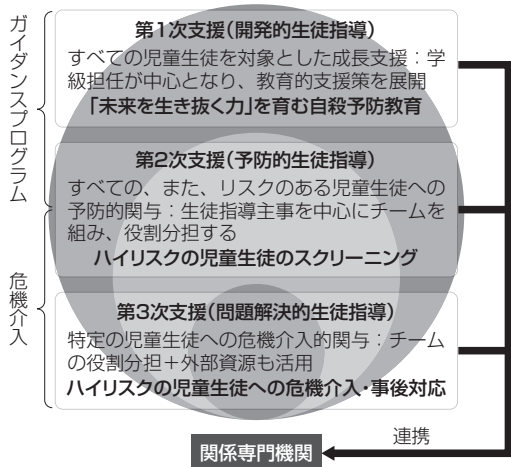 ガイダンスプログラム
危機介入
第1次支援(開発的生徒指導)
すべての児童生徒を対象とした成長支援：学
級担任が中心となり、教育的支援策を展開
「未来を生き抜く力」を育む自殺予防教育
第2次支援(予防的生徒指導)
すべての、また、リスクのある児童生徒への
予防的関与：生徒指導主事を中心にチームを
組み、役割分担する
ハイリスクの児童生徒のスクリーニング
第3次支援(問題解決的生徒指導)
特定の児童生徒への危機介入的関与：チーム
の役割分担＋外部資源も活用
ハイリスクの児童生徒への危機介入・事後対応
連携
関係専門機関